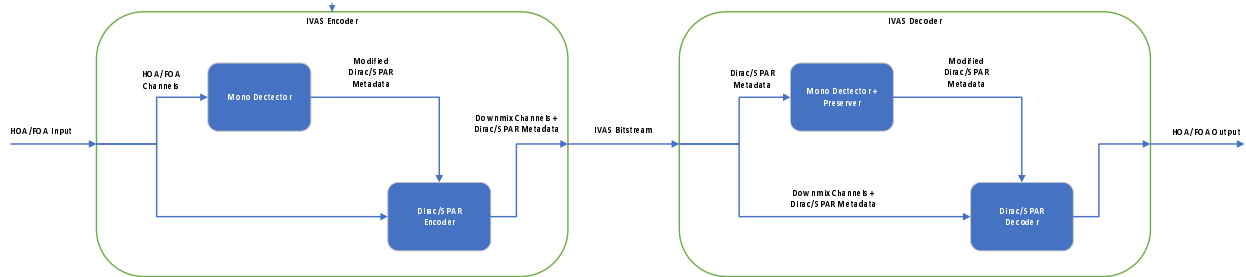 IVAS Encoder
HOA/FOA
Channels
Mono Dectector
Modified
Dirac/SPAR
Metadata
HOA/FOA Input
Downmix Channels +
Dirac/SPAR Metadata
Dirac/SPAR
Encoder
IVAS Bitstream
IVAS Decoder
Dirac/SPAR
Metadata
Mono Dectector +
Preserver
Modified
Dirac/SPAR
Metadata
Downmix Channels +
Dirac/SPAR Metadata
Dirac/SPAR
Decoder
HOA/FOA Output